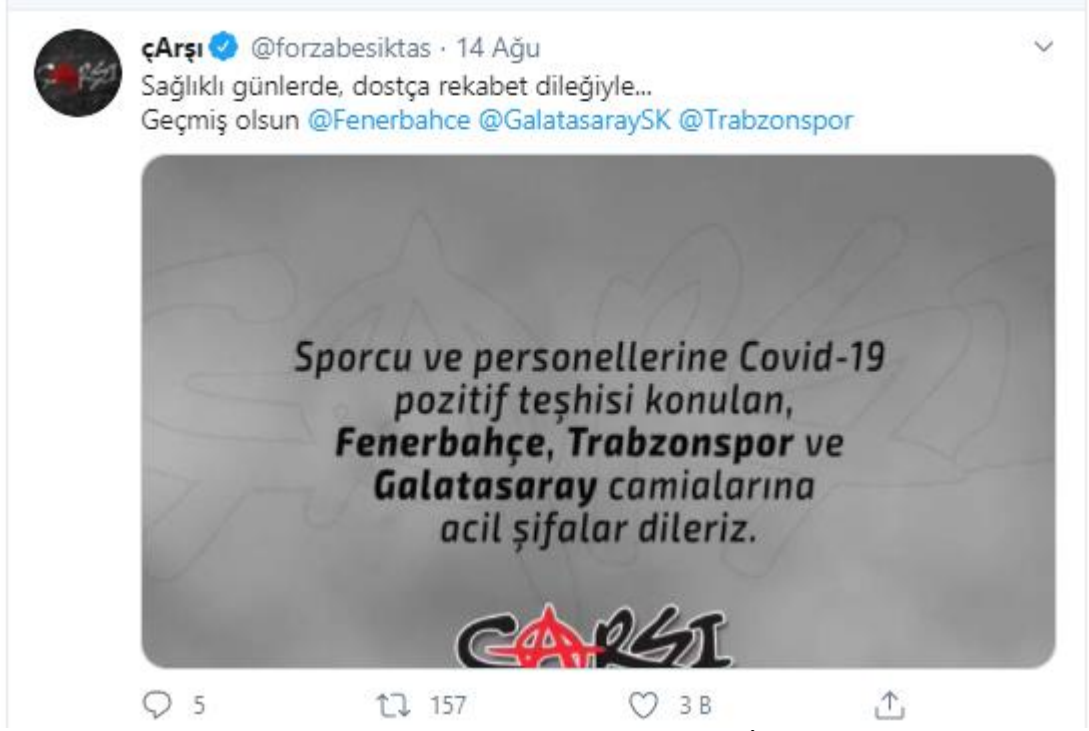 çArşı @forzabesiktas · 14 Ağu
Sağlıklı günlerde, dostça rekabet dileğiyle...
Geçmiş olsun @Fenerbahce @GalatasaraySK @Trabzonspor
Sporcu ve personellerine Covid-19
pozitif teşhisi konulan,
Fenerbahçe, Trabzonspor ve
Galatasaray camialarına
acil şifalar dileriz.
ÇARŞI
5 157 3 B